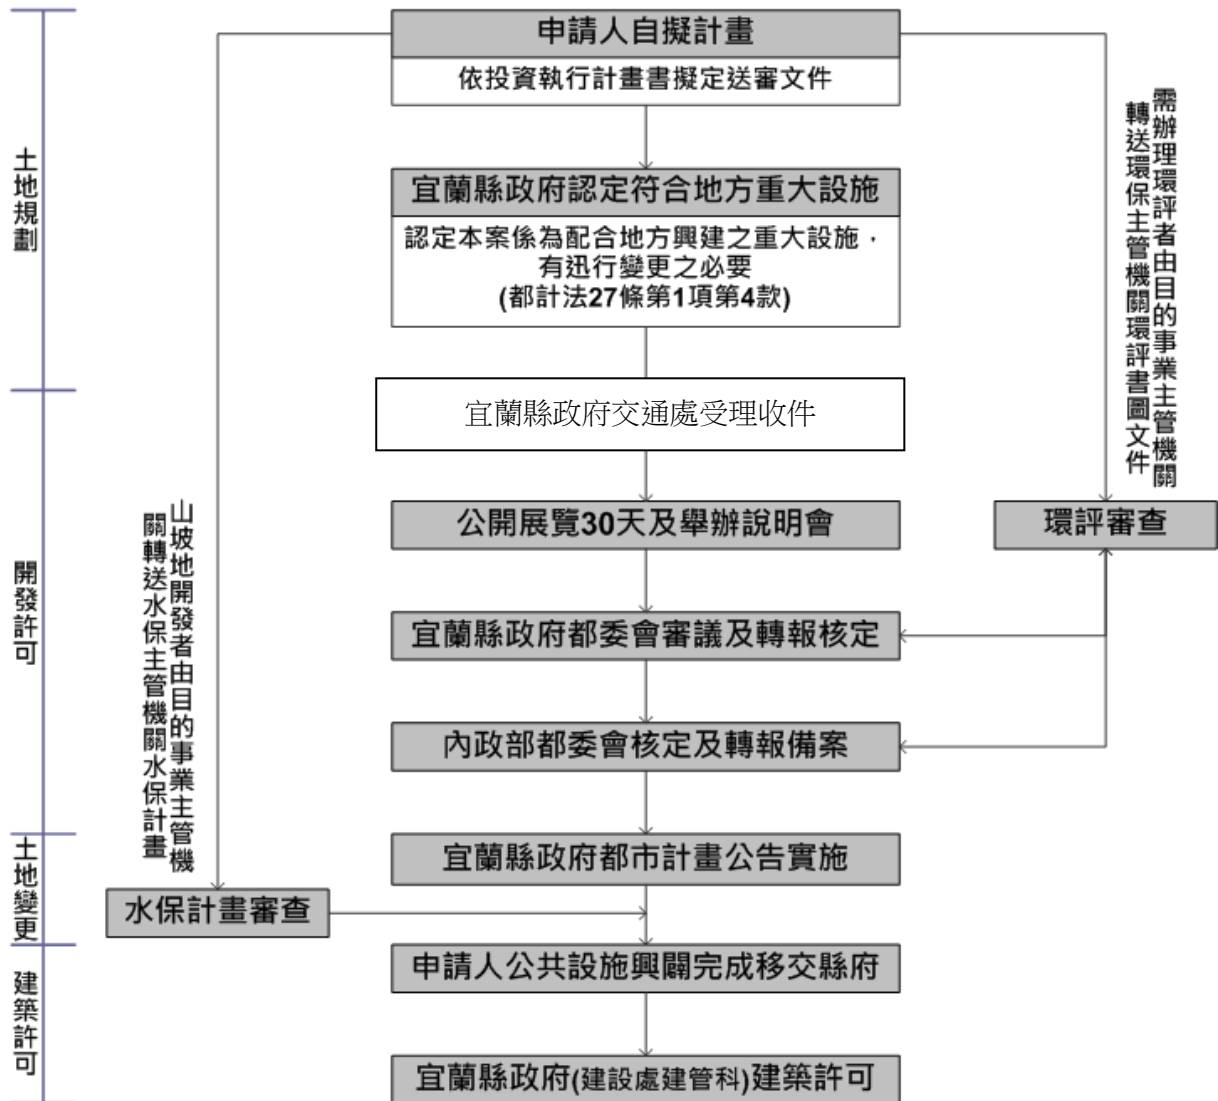 申請人自擬計畫
依投資執行計畫書擬定送審文件
宜蘭縣政府認定符合地方重大設施
認定本案係為配合地方興建之重大設施，
有迅行變更之必要
(都計法27條第1項第4款)
宜蘭縣政府交通處受理收件
公開展覽30天及舉辦說明會
環評審查
宜蘭縣政府都委會審議及轉報核定
內政部都委會核定及轉報備案
宜蘭縣政府都市計畫公告實施
水保計畫審查
申請人公共設施興闢完成移交縣府
宜蘭縣政府(建設處建管科)建築許可
土地規劃
開發許可
土地變更
建築許可
山坡地開發者由目的事業主管機
關轉送水保主管機關水保計畫
需辦理環評者由目的事業主管機關
轉送環保主管機關環評書圖文件